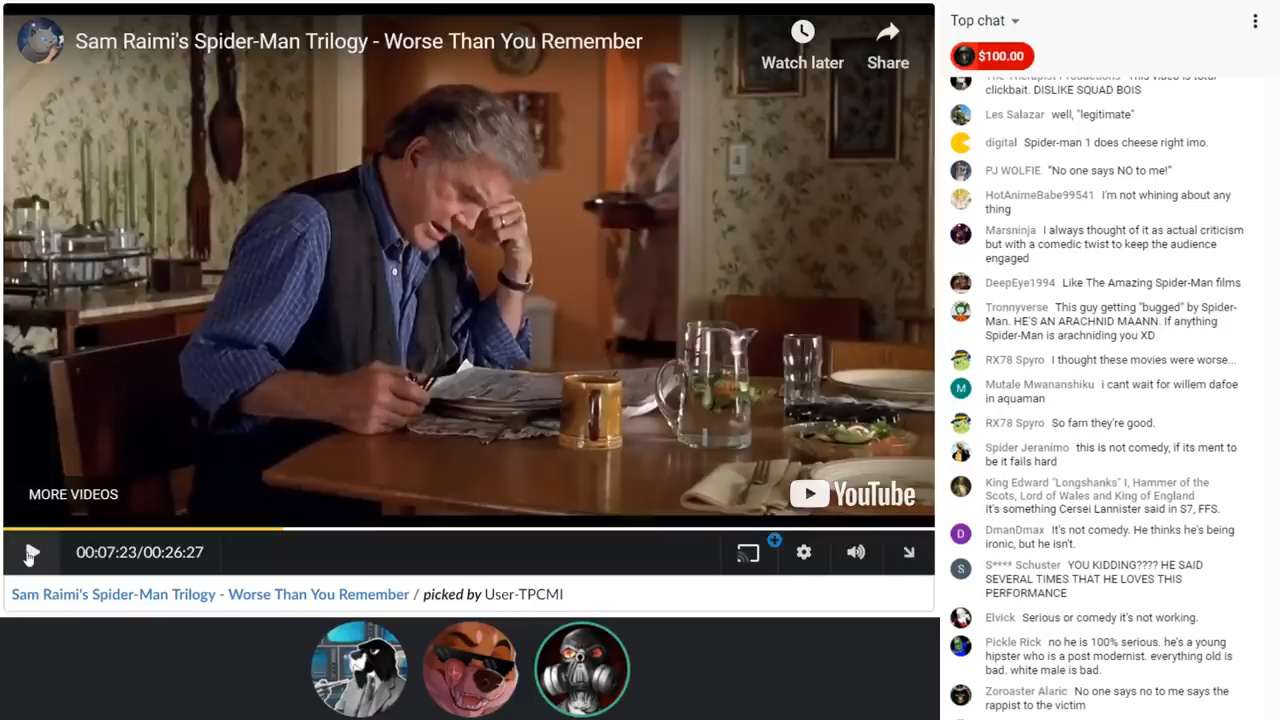 Sam Raimi's Spider-Man Trilogy - Worse Than You Remember
Watch later
Share
MORE VIDEOS
YouTube
00:07:23/00:26:27
Sam Raimi's Spider-Man Trilogy - Worse Than You Remember / picked by User-TPCMI
Top chat
$100.00
The Therapist Productions This video is total
clickbait. DISLIKE SQUAD BOIS
Les Salazar well, "legitimate"
digital Spider-man 1 does cheese right imo.
PJ WOLFIE "No one says NO to me!"
HotAnimeBabe99541 I'm not whining about any
thing
Marsninja I always thought of it as actual criticism
but with a comedic twist to keep the audience
engaged
DeepEye1994 Like The Amazing Spider-Man films
Tronnyverse This guy getting "bugged" by Spider-
Man. HE'S AN ARACHNID MAANN. If anything
Spider-Man is arachniding you XD
RX78 Spyro I thought these movies were worse...
Mutale Mwananshiku i cant wait for willem dafoe
in aquaman
RX78 Spyro So farn they're good.
Spider Jeranimo this is not comedy, if its ment to
be it fails hard
King Edward "Longshanks" I, Hammer of the
Scots, Lord of Wales and King of England
It's something Cersei Lannister said in S7, FFS.
DmanDmax It's not comedy. He thinks he's being
ironic, but he isn't.
S**** Schuster YOU KIDDING???? HE SAID
SEVERAL TIMES THAT HE LOVES THIS
PERFORMANCE
Elvick Serious or comedy it's not working.
Pickle Rick no he is 100% serious. he's a young
hipster who is a post modernist. everything old is
bad. white male is bad.
Zoroaster Alaric No one says no to me says the
rappist to the victim